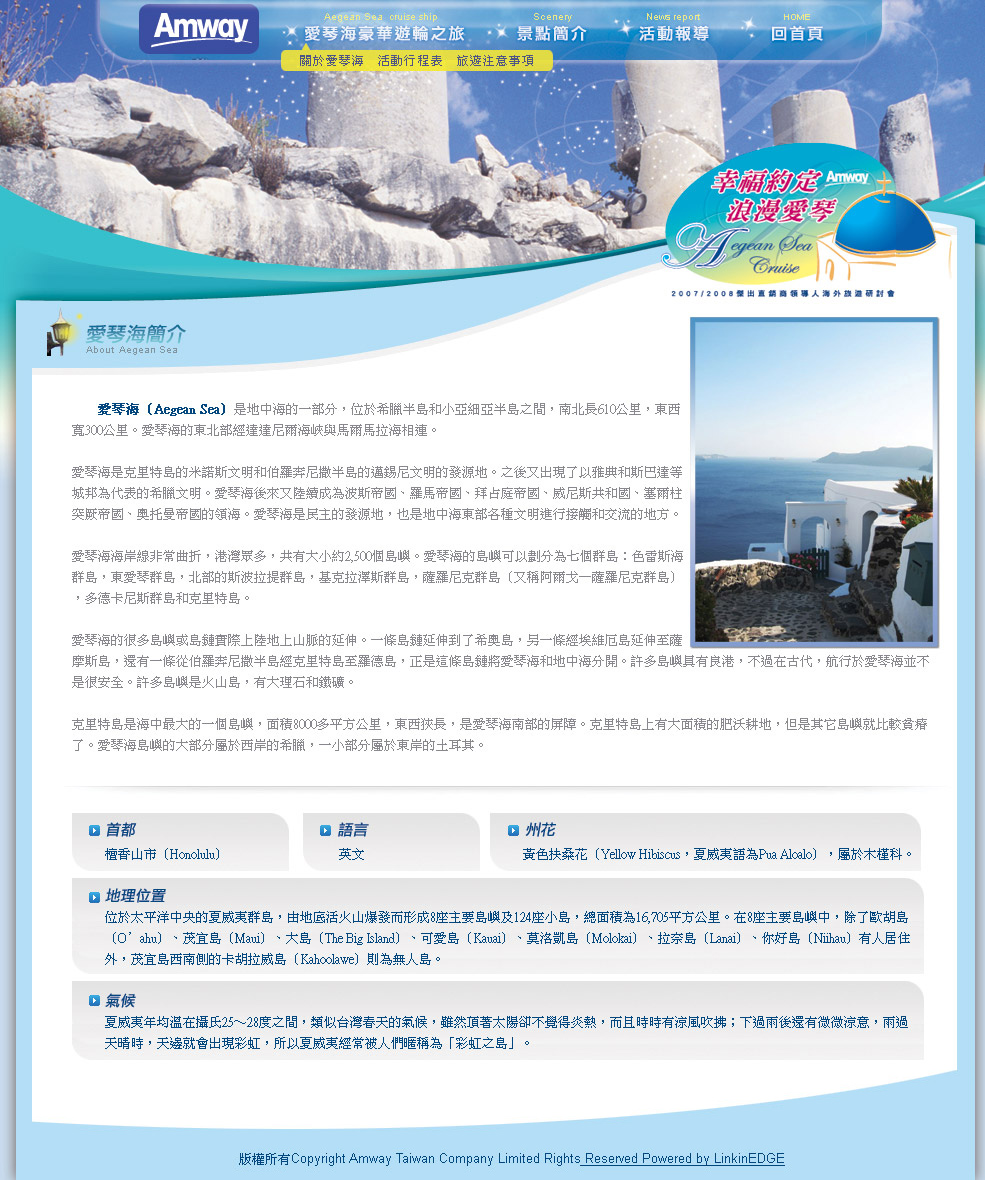 Amway
Aegean Sea cruise ship
愛琴海豪華遊輪之旅
Scenery
景點簡介
News report
活動報導
HOME
回首頁
關於愛琴海 活動行程表 旅遊注意事項
幸福約定 Amway
浪漫愛琴
Aegean Sea
Cruise
2007/2008傑出直銷商領導人海外旅遊研討會
愛琴海簡介
About Aegean Sea
愛琴海〔Aegean Sea〕是地中海的一部分，位於希臘半島和小亞細亞半島之間，南北長610公里，東西
寬300公里。愛琴海的東北部經達達尼爾海峽與馬爾馬拉海相連。
愛琴海是克里特島的米諾斯文明和伯羅奔尼撒半島的邁錫尼文明的發源地。之後又出現了以雅典和斯巴達等
城邦為代表的希臘文明。愛琴海後來又陸續成為波斯帝國、羅馬帝國、拜占庭帝國、威尼斯共和國、塞爾柱
突厥帝國、奧托曼帝國的領海。愛琴海是民主的發源地，也是地中海東部各種文明進行接觸和交流的地方。
愛琴海海岸線非常曲折，港灣眾多，共有大小約2,500個島嶼。愛琴海的島嶼可以劃分為七個群島：色雷斯海
群島，東愛琴群島，北部的斯波拉提群島，基克拉澤斯群島，薩羅尼克群島〔又稱阿爾戈一薩羅尼克群島〕
，多德卡尼斯群島和克里特島。
愛琴海的很多島嶼或島鏈實際上陸地上山脈的延伸。一條島鏈延伸到了希奧島，另一條經埃維厄島延伸至薩
摩斯島，還有一條從伯羅奔尼撒半島經克里特島至羅德島，正是這條島鏈將愛琴海和地中海分開。許多島嶼具有良港，不過在古代，航行於愛琴海並不
是很安全。許多島嶼是火山島，有大理石和鐵礦。
克里特島是海中最大的一個島嶼，面積8000多平方公里，東西狹長，是愛琴海南部的屏障。克里特島上有大面積的肥沃耕地，但是其它島嶼就比較貧瘠
了。愛琴海島嶼的大部分屬於西岸的希臘，一小部分屬於東岸的土耳其。
首都
檀香山市〔Honolulu〕
語言
英文
州花
黃色扶桑花〔Yellow Hibiscus，夏威夷語為Pua Aloalo〕，屬於木槿科。
地理位置
位於太平洋中央的夏威夷群島，由地底活火山爆發而形成8座主要島嶼及124座小島，總面積為16,705平方公里。在8座主要島嶼中，除了歐胡島
〔O’ahu〕、茂宜島〔Maui〕、大島〔The Big Island〕、可愛島〔Kauai〕、莫洛凱島〔Molokai〕、拉奈島〔Lanai〕、你好島〔Niihau〕有人居住
外，茂宜島西南側的卡胡拉威島〔Kahoolawe〕則為無人島。
氣候
夏威夷年均溫在攝氏25～28度之間，類似台灣春天的氣候，雖然頂著太陽卻不覺得炎熱，而且時時有涼風吹拂；下過雨後還有微微涼意，雨過
天晴時，天邊就會出現彩虹，所以夏威夷經常被人們暱稱為「彩虹之島」。
版權所有Copyright Amway Taiwan Company Limited Rights Reserved Powered by LinkinEDGE